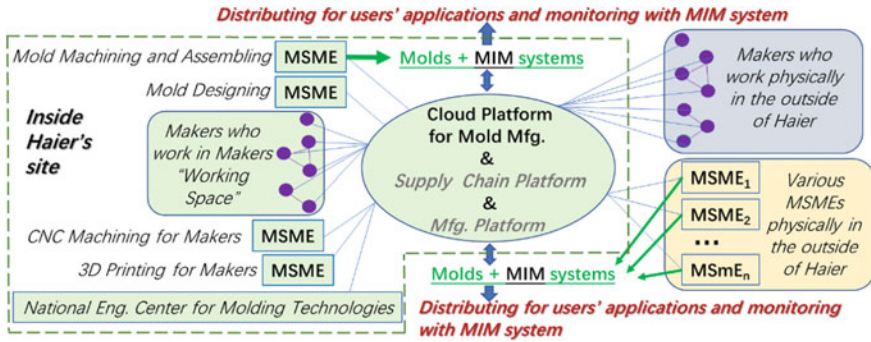 Distributing for users' applications and monitoring with MIM system
Mold Machining and Assembling
MSME
Molds + MIM systems
Mold Designing
MSME
Inside
Haier's
site
Makers who
work in Makers
"Working
Space"
CNC Machining for Makers
MSME
3D Printing for Makers
MSME
National Eng. Center for Molding Technologies
Cloud Platform
for Mold Mfg.
&
Supply Chain Platform
&
Mfg. Platform
Makers who
work physically
in the outside
of Haier
MSME1
MSME2
...
MSmEn
Various
MSMEs
physically in
the outside
of Haier
Molds + MIM systems
Distributing for users' applications and monitoring
with MIM system